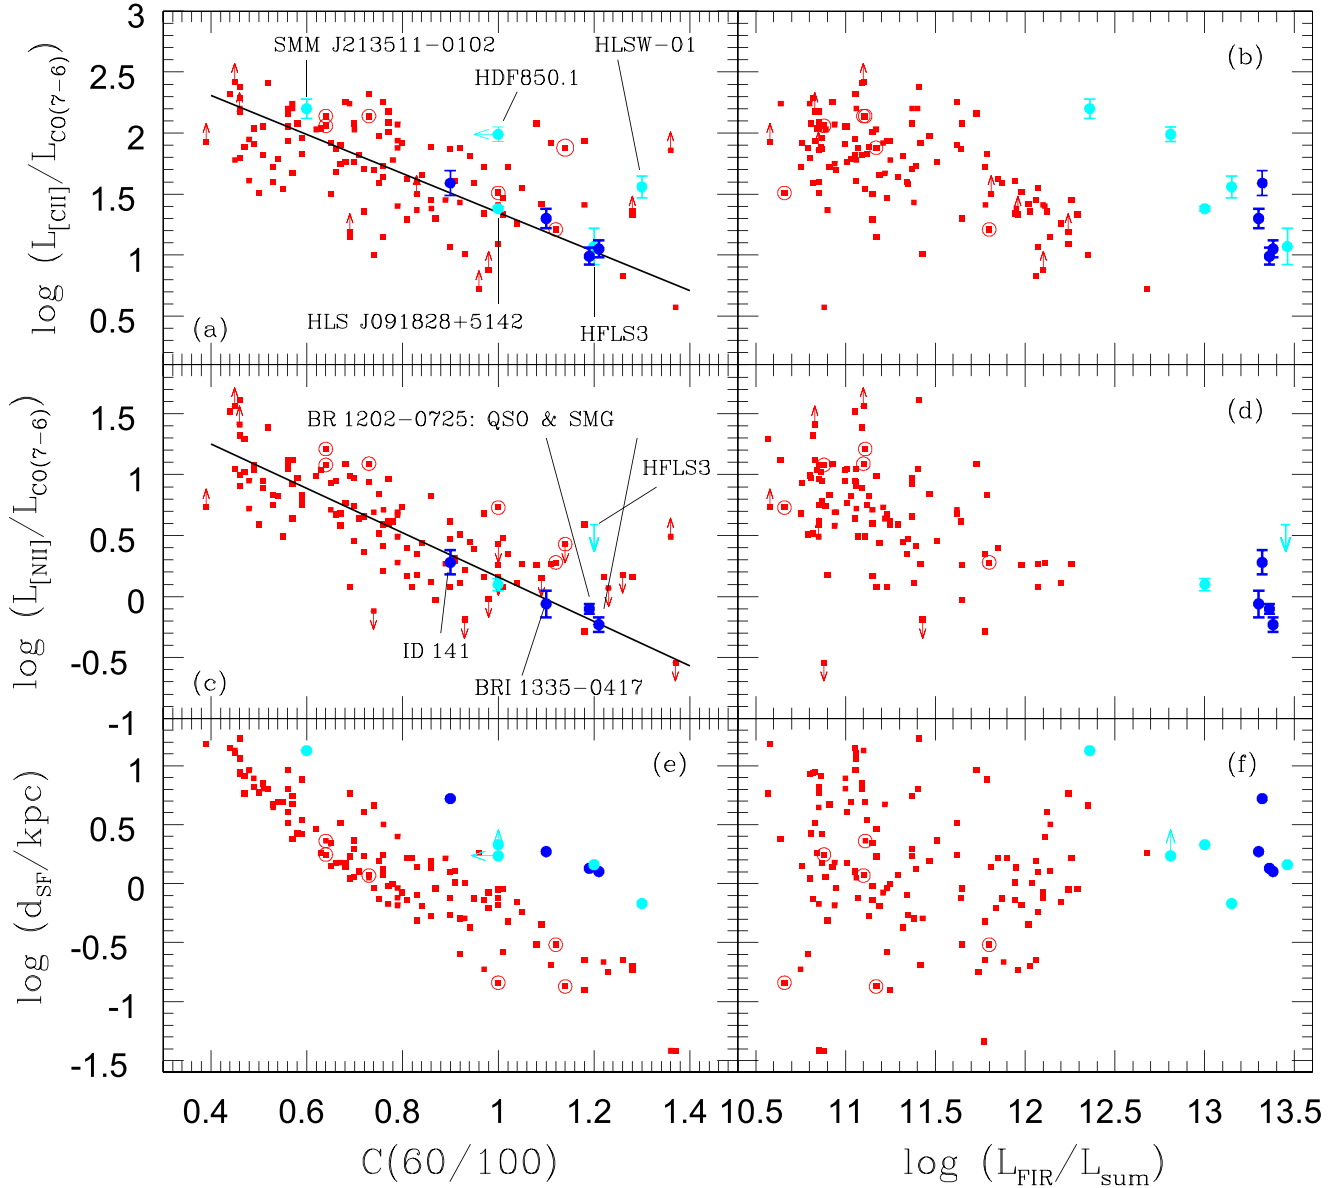 3
2.5
2
1.5
1
0.5
log (L[CII]/LCO(7-6))
SMM J213511-0102
HLSW-01
HDF850.1
HLS J091828+5142
HFLS3
(a)
(b)
1.5
1
0.5
0
-0.5
-1
log (L[NII]/LCO(7-6))
BR 1202-0725: QSO & SMG
HFLS3
ID 141
BRI 1335-0417
(c)
(d)
1
0.5
0
-0.5
-1
-1.5
log (dSF/kpc)
(e)
(f)
0.4 0.6 0.8 1 1.2 1.4
10.5 11 11.5 12 12.5 13 13.5
C(60/100)
log (LFIR/Lsum)